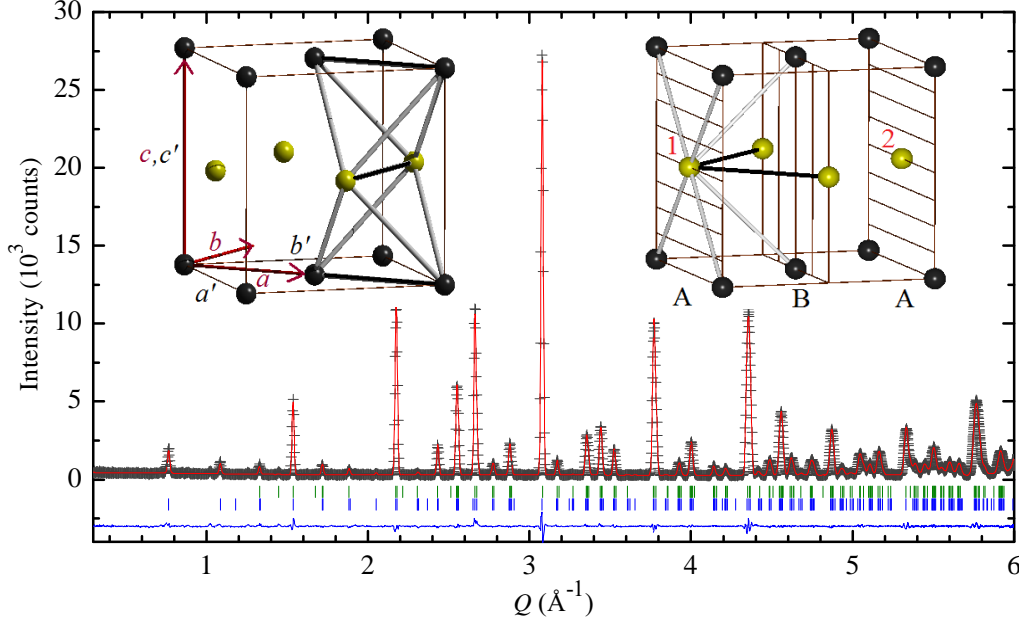 30
25
20
15
10
5
0
Intensity (10³ counts)
c,c'
b
a
a'
b'
1
2
A
B
A
1 2 3 4 5 6
Q (Å⁻¹)